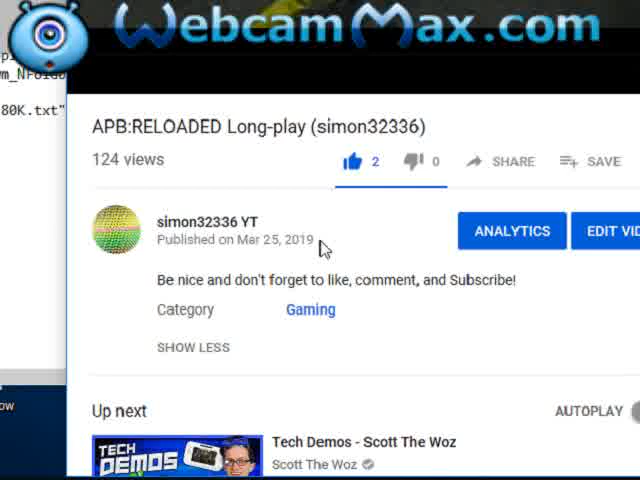 WebcamMax.com
80K.txt"
APB:RELOADED Long-play (simon32336)
124 views
2
0
SHARE
SAVE
simon32336 YT
Published on Mar 25, 2019
ANALYTICS
EDIT VID
Be nice and don't forget to like, comment, and Subscribe!
Category
Gaming
SHOW LESS
ow
Up next
AUTOPLAY
TECH
DEMOS
Tech Demos - Scott The Woz
Scott The Woz